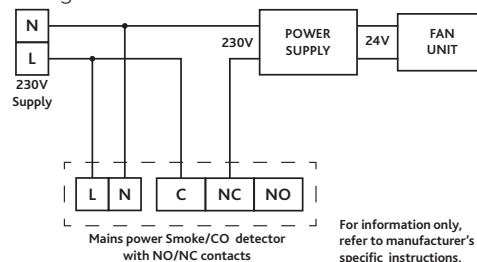 N
L
230V
Supply
230V
POWER
SUPPLY
24V
FAN
UNIT
L N C NC NO
Mains power Smoke/CO detector
with NO/NC contacts
For information only,
refer to manufacturer's
specific instructions.